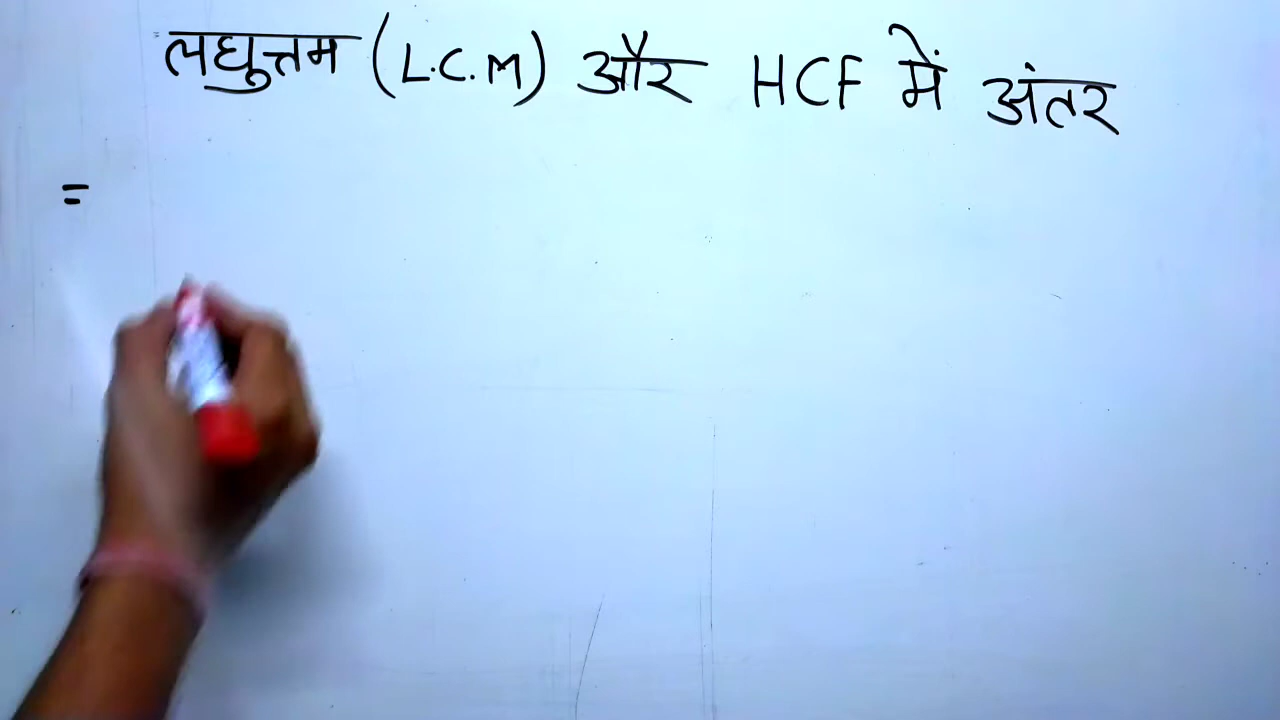 लघुत्तम (L.C.M) और HCF में अंतर
=